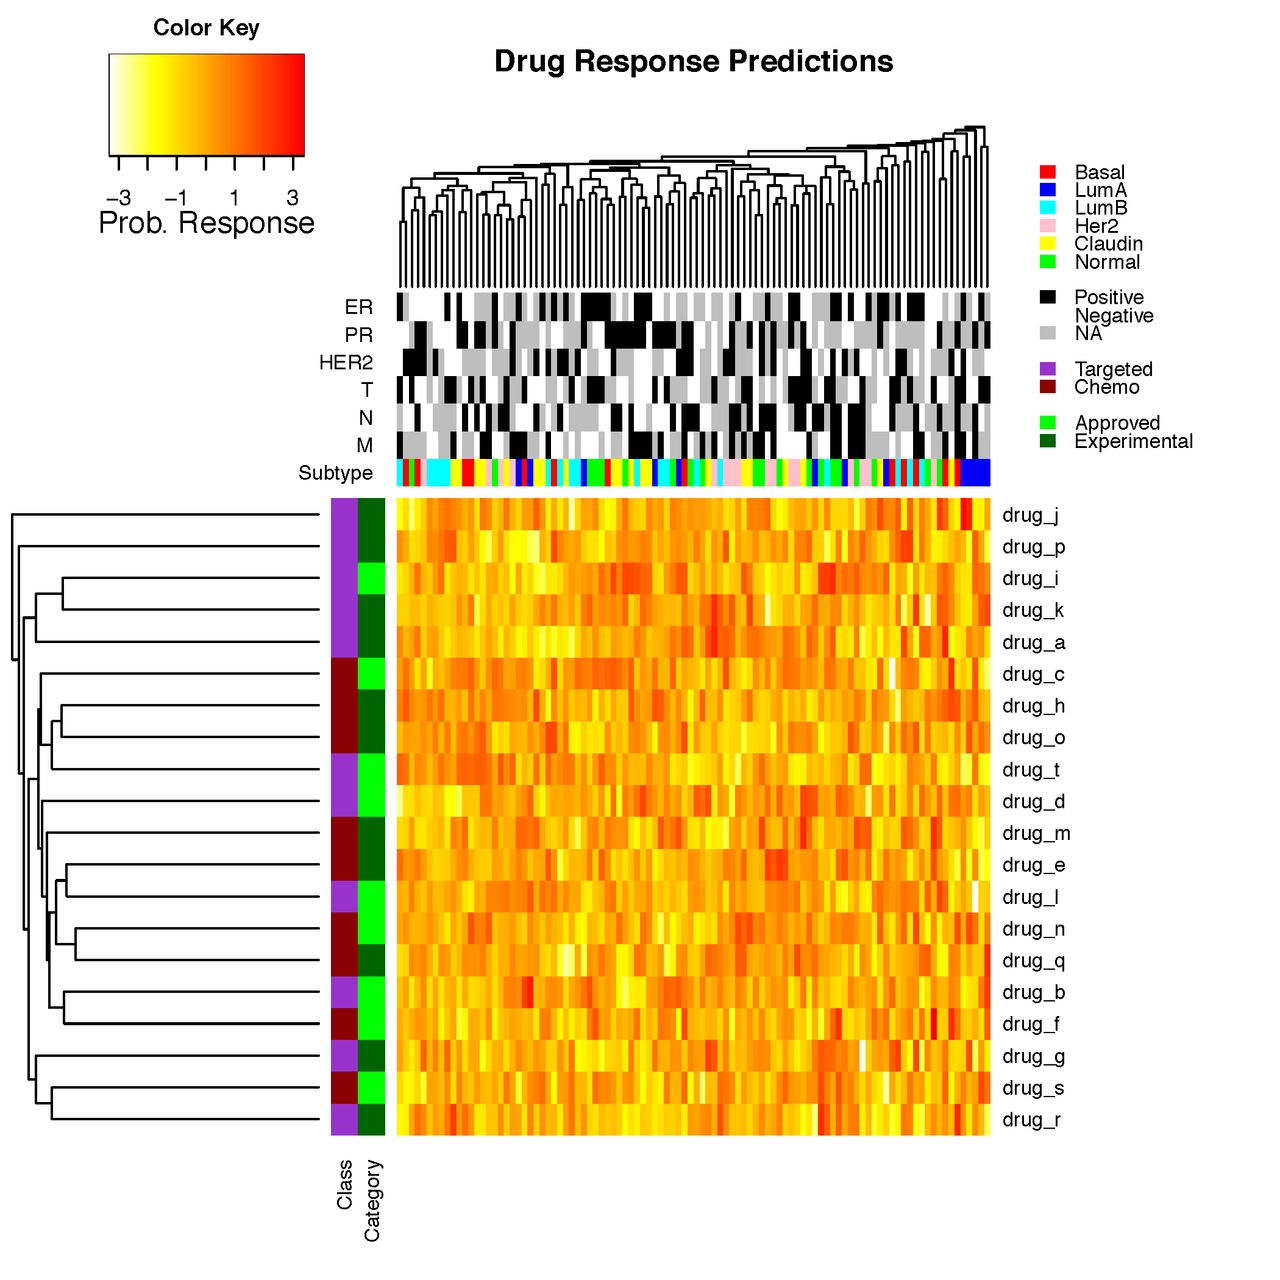 Color Key
−3 −1 1 3
Prob. Response
Drug Response Predictions
Basal
LumA
LumB
Her2
Claudin
Normal
Positive
Negative
NA
Targeted
Chemo
Approved
Experimental
ER
PR
HER2
T
N
M
Subtype
drug_j
drug_p
drug_i
drug_k
drug_a
drug_c
drug_h
drug_o
drug_t
drug_d
drug_m
drug_e
drug_l
drug_n
drug_q
drug_b
drug_f
drug_g
drug_s
drug_r
Class
Category